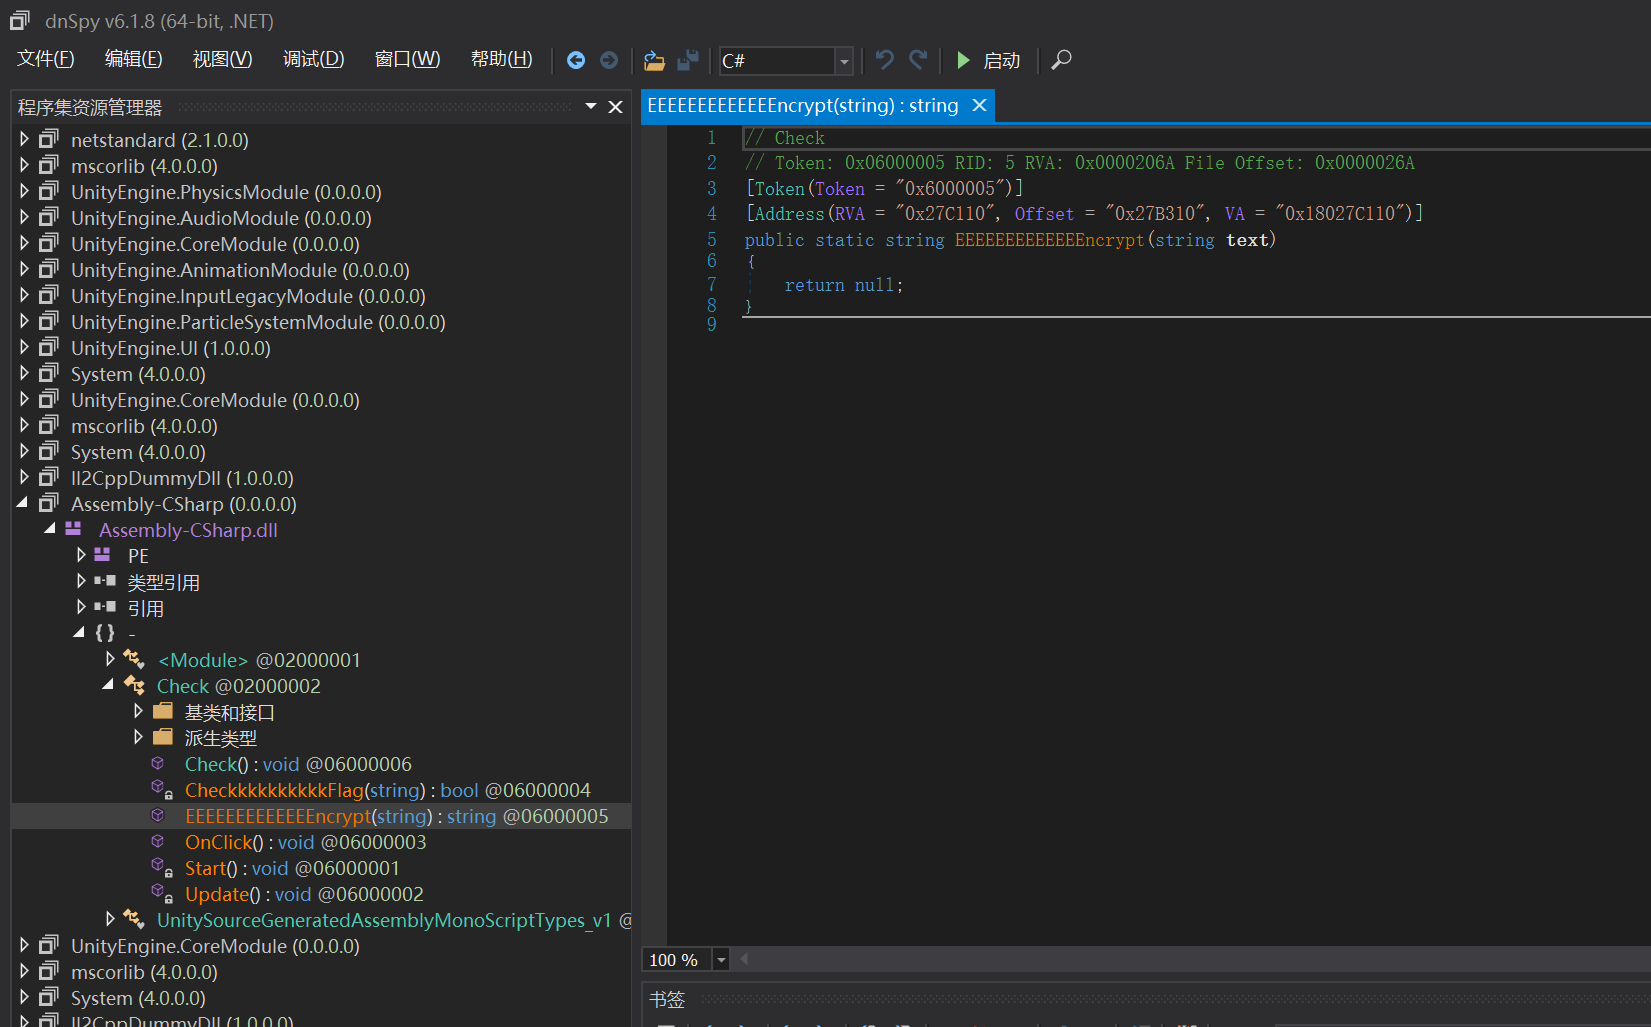 dnSpy v6.1.8 (64-bit, .NET)
文件(F) 编辑(E) 视图(V) 调试(D) 窗口(W) 帮助(H) C# 启动
程序集资源管理器
netstandard (2.1.0.0)
mscorlib (4.0.0.0)
UnityEngine.PhysicsModule (0.0.0.0)
UnityEngine.AudioModule (0.0.0.0)
UnityEngine.CoreModule (0.0.0.0)
UnityEngine.AnimationModule (0.0.0.0)
UnityEngine.InputLegacyModule (0.0.0.0)
UnityEngine.ParticleSystemModule (0.0.0.0)
UnityEngine.UI (1.0.0.0)
System (4.0.0.0)
UnityEngine.CoreModule (0.0.0.0)
mscorlib (4.0.0.0)
System (4.0.0.0)
Il2CppDummyDll (1.0.0.0)
Assembly-CSharp (0.0.0.0)
Assembly-CSharp.dll
PE
类型引用
引用
{ } -
<Module> @02000001
Check @02000002
基类和接口
派生类型
Check() : void @06000006
CheckkkkkkkkkkFlag(string) : bool @06000004
EEEEEEEEEEEEEncrypt(string) : string @06000005
OnClick() : void @06000003
Start() : void @06000001
Update() : void @06000002
UnitySourceGeneratedAssemblyMonoScriptTypes_v1 @
UnityEngine.CoreModule (0.0.0.0)
mscorlib (4.0.0.0)
System (4.0.0.0)
Il2CppDummyDll (1.0.0.0)
EEEEEEEEEEEEEncrypt(string) : string
1 // Check
2 // Token: 0x06000005 RID: 5 RVA: 0x0000206A File Offset: 0x0000026A
3 [Token(Token = "0x6000005")]
4 [Address(RVA = "0x27C110", Offset = "0x27B310", VA = "0x18027C110")]
5 public static string EEEEEEEEEEEEEncrypt(string text)
6 {
7 return null;
8 }
9
100 %
书签